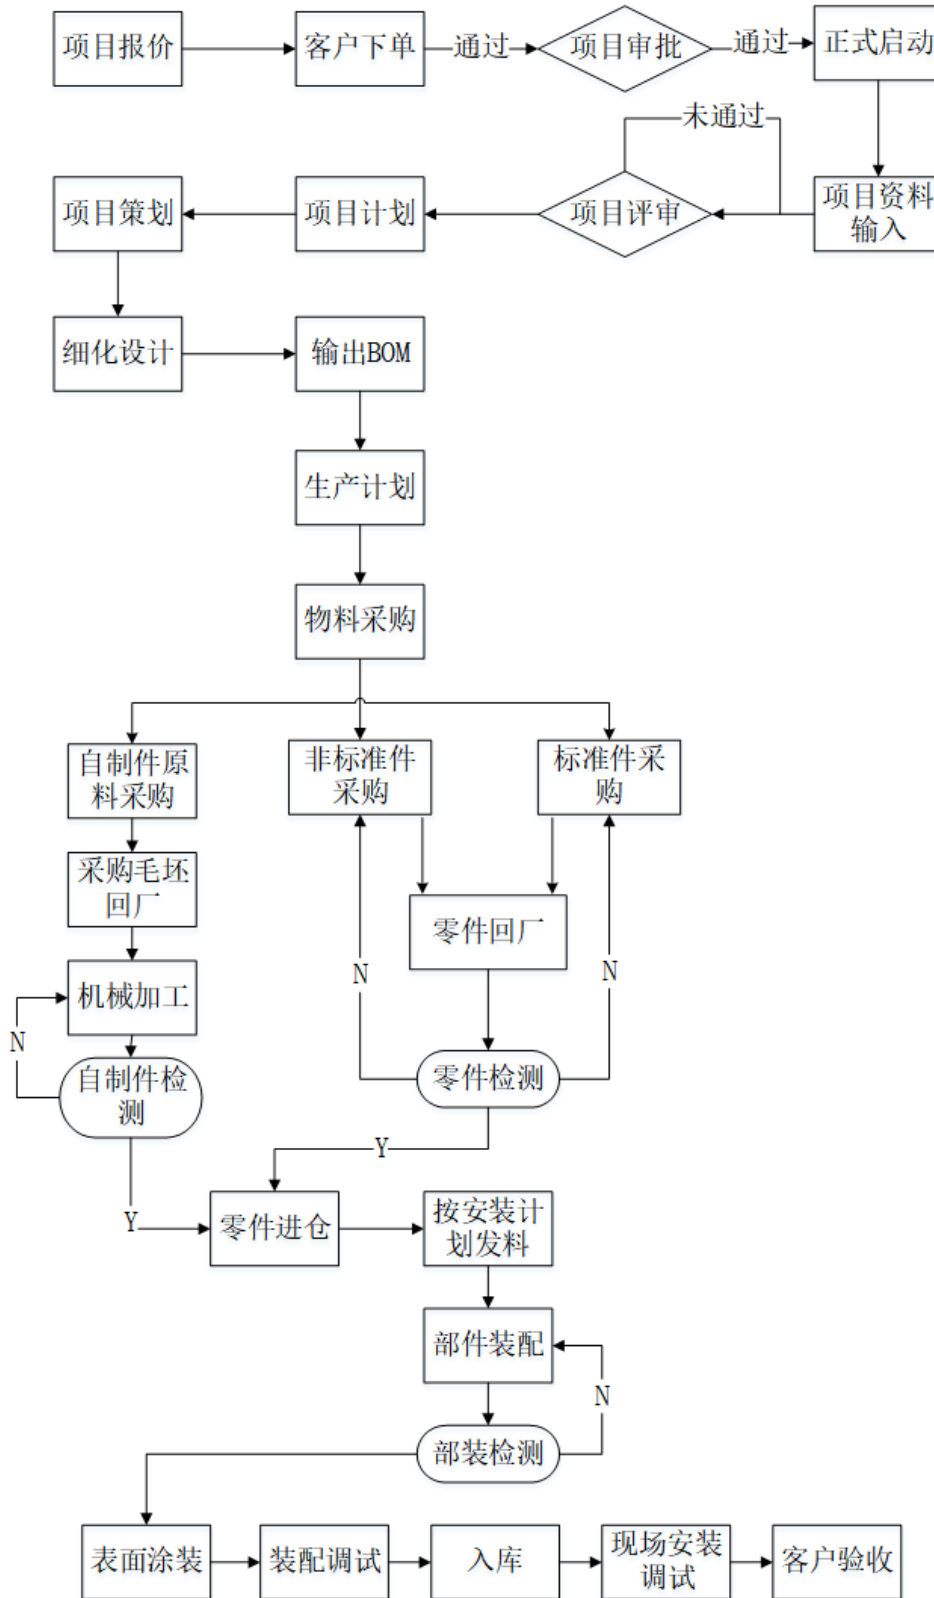 项目报价
客户下单
通过
项目审批
通过
正式启动
未通过
项目策划
项目计划
项目评审
项目资料
输入
细化设计
输出BOM
生产计划
物料采购
自制件原
料采购
非标准件
采购
标准件采
购
采购毛坯
回厂
零件回厂
N
N
机械加工
N
自制件检
测
零件检测
Y
Y
零件进仓
按安装计
划发料
部件装配
N
部装检测
表面涂装
装配调试
入库
现场安装
调试
客户验收